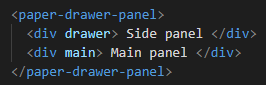 <paper-drawer-panel>
<div drawer> Side panel </div>
<div main> Main panel </div>
</paper-drawer-panel>